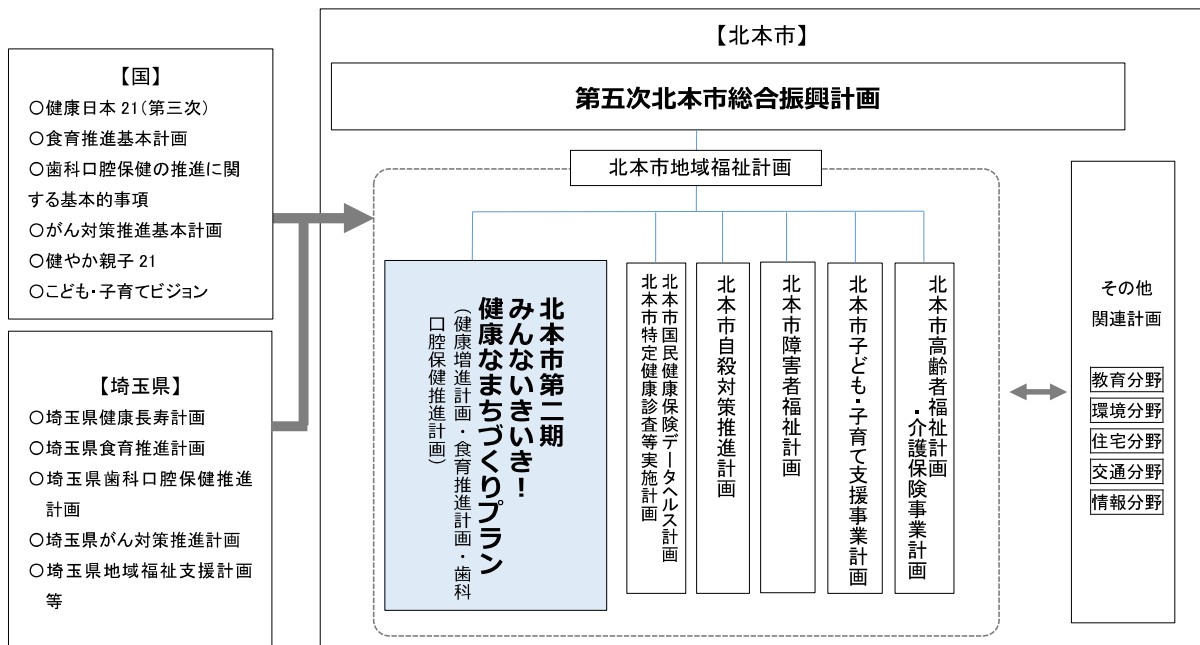 【国】
○健康日本 21（第三次）
○食育推進基本計画
○歯科口腔保健の推進に関
する基本的事項
○がん対策推進基本計画
○健やか親子 21
○こども・子育てビジョン
【埼玉県】
○埼玉県健康長寿計画
○埼玉県食育推進計画
○埼玉県歯科口腔保健推進
計画
○埼玉県がん対策推進計画
○埼玉県地域福祉支援計画
等
【北本市】
第五次北本市総合振興計画
北本市地域福祉計画
北本市第二期
みんないきいき！
健康なまちづくりプラン
（健康増進計画・食育推進計画・歯科
口腔保健推進計画）
北本市国民健康保険データヘルス計画
北本市特定健康診査等実施計画
北本市自殺対策推進計画
北本市障害者福祉計画
北本市子ども・子育て支援事業計画
北本市高齢者福祉計画
・介護保険事業計画
その他
関連計画
教育分野
環境分野
住宅分野
交通分野
情報分野